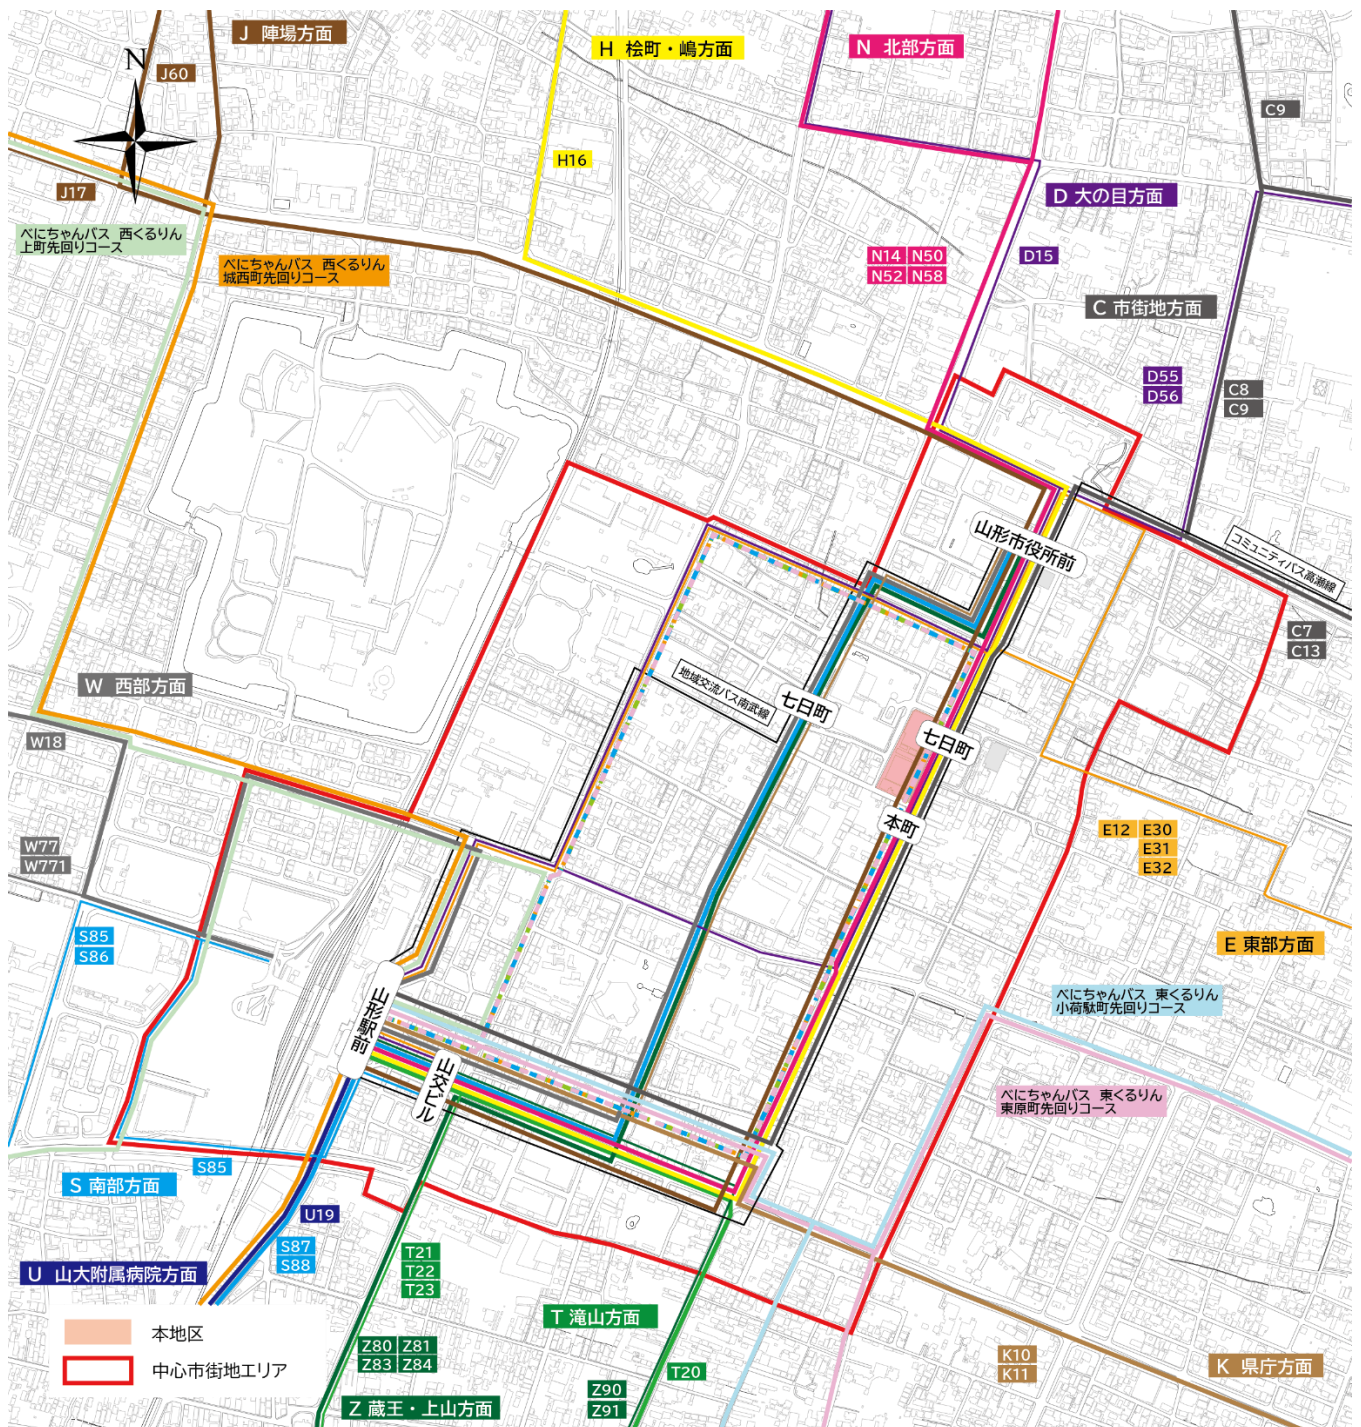 J 陣場方面
H 桧町・嶋方面
N 北部方面
N
J60
C9
H16
J17
D 大の目方面
べにちゃんバス 西くるりん
上町先回りコース
べにちゃんバス 西くるりん
城西町先回りコース
N14 N50
N52 N58
D15
C 市街地方面
D55
D56
C8
C9
山形市役所前
コミュニティバス高瀬線
C7
C13
W 西部方面
地域交流バス南武線
七日町
七日町
W18
本町
E12 E30
E31
E32
W77
W771
S85
S86
E 東部方面
べにちゃんバス 東くるりん
小荷駄町先回りコース
山形駅前
山交ビル
べにちゃんバス 東くるりん
東原町先回りコース
S85
S 南部方面
U19
S87
S88
T21
T22
T23
U 山大附属病院方面
T 滝山方面
本地区
Z80 Z81
Z83 Z84
K10
K11
K 県庁方面
中心市街地エリア
T20
Z90
Z91
Z 蔵王・上山方面